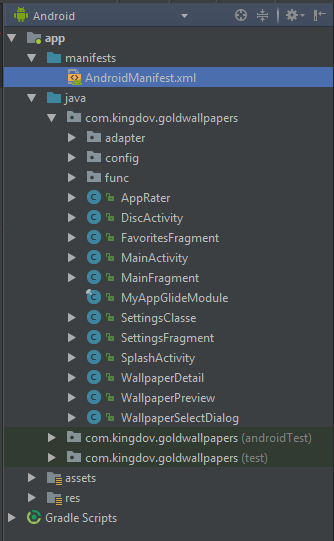 Android
app
manifests
AndroidManifest.xml
java
com.kingdov.goldwallpapers
adapter
config
func
AppRater
DiscActivity
FavoritesFragment
MainActivity
MainFragment
MyAppGlideModule
SettingsClasse
SettingsFragment
SplashActivity
WallpaperDetail
WallpaperPreview
WallpaperSelectDialog
com.kingdov.goldwallpapers (androidTest)
com.kingdov.goldwallpapers (test)
assets
res
Gradle Scripts